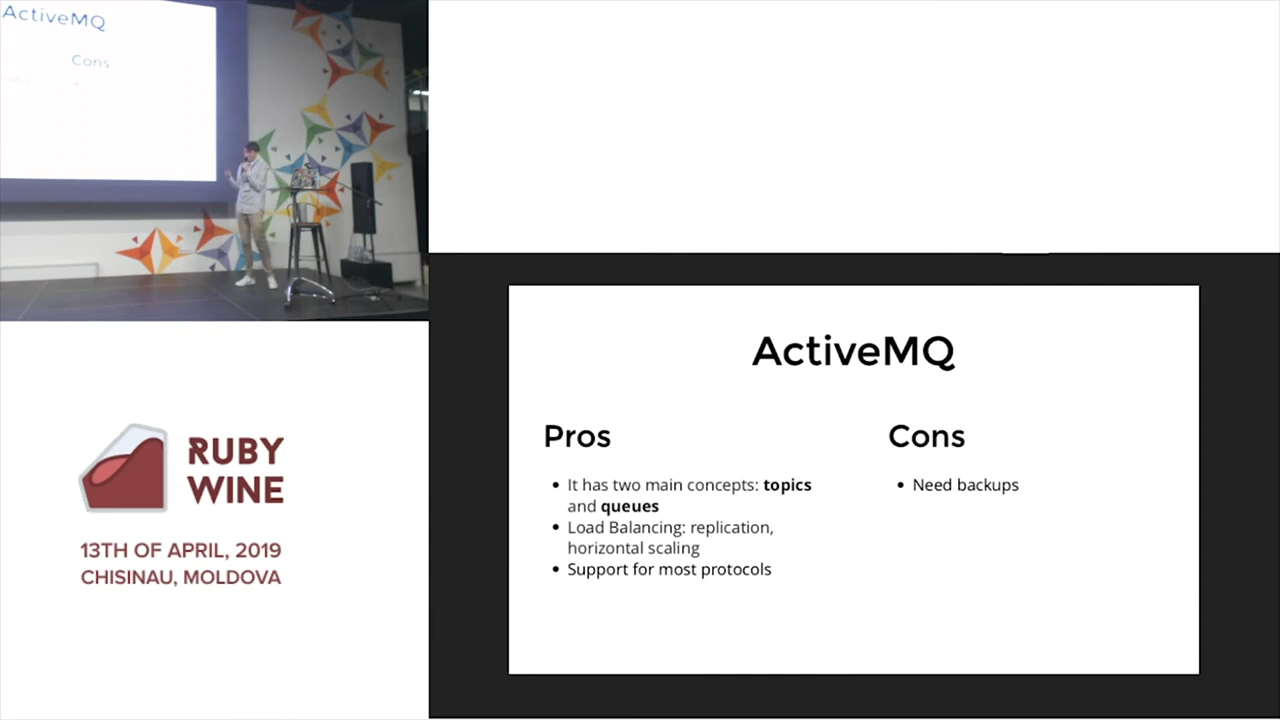 ActiveMQ
Cons
RUBY
WINE
13TH OF APRIL, 2019
CHISINAU, MOLDOVA
ActiveMQ
Pros
It has two main concepts: topics
and queues
Load Balancing: replication,
horizontal scaling
Support for most protocols
Cons
Need backups